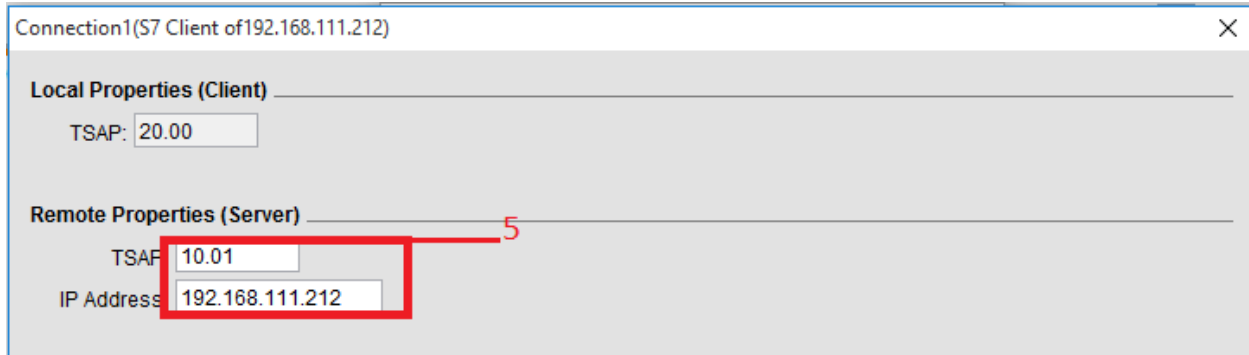 Connection1(S7 Client of192.168.111.212)
Local Properties (Client)
TSAP: 20.00
Remote Properties (Server)
5
TSAP 10.01
IP Address 192.168.111.212